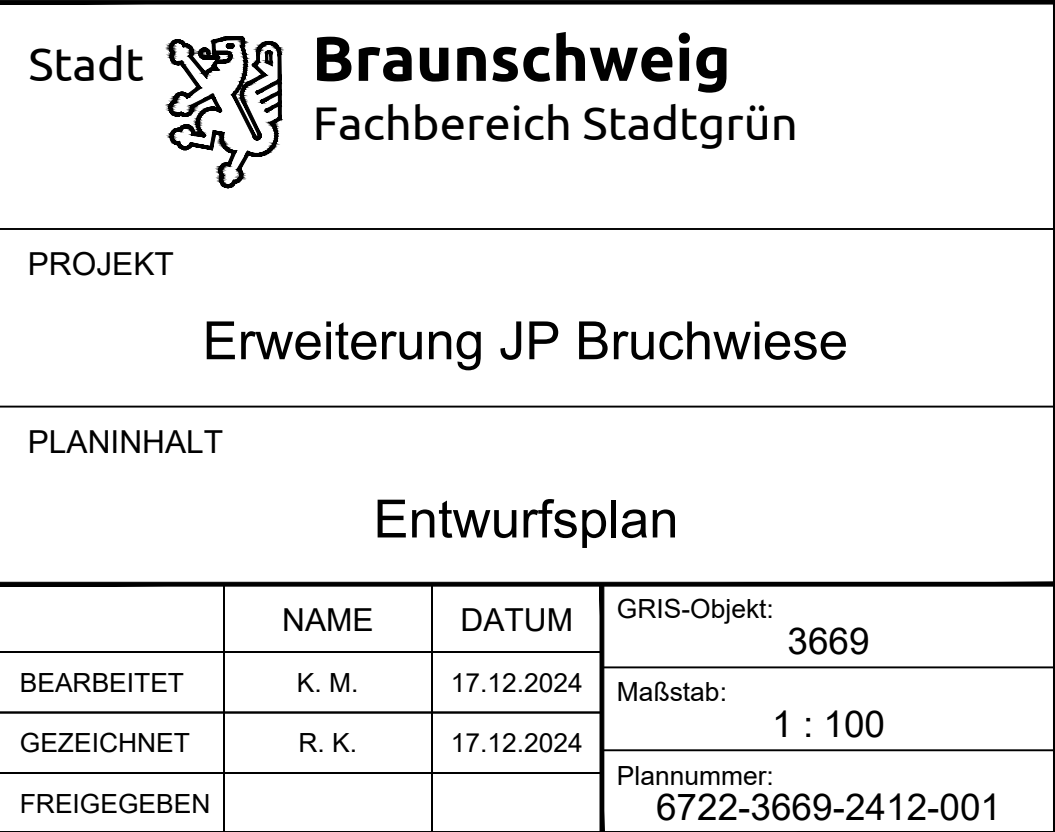 Stadt Braunschweig
Fachbereich Stadtgrün
PROJEKT
Erweiterung JP Bruchwiese
PLANINHALT
Entwurfsplan
NAME DATUM
BEARBEITET K. M. 17.12.2024
GEZEICHNET R. K. 17.12.2024
FREIGEGEBEN
GRIS-Objekt:
3669
Maßstab:
1 : 100
Plannummer:
6722-3669-2412-001